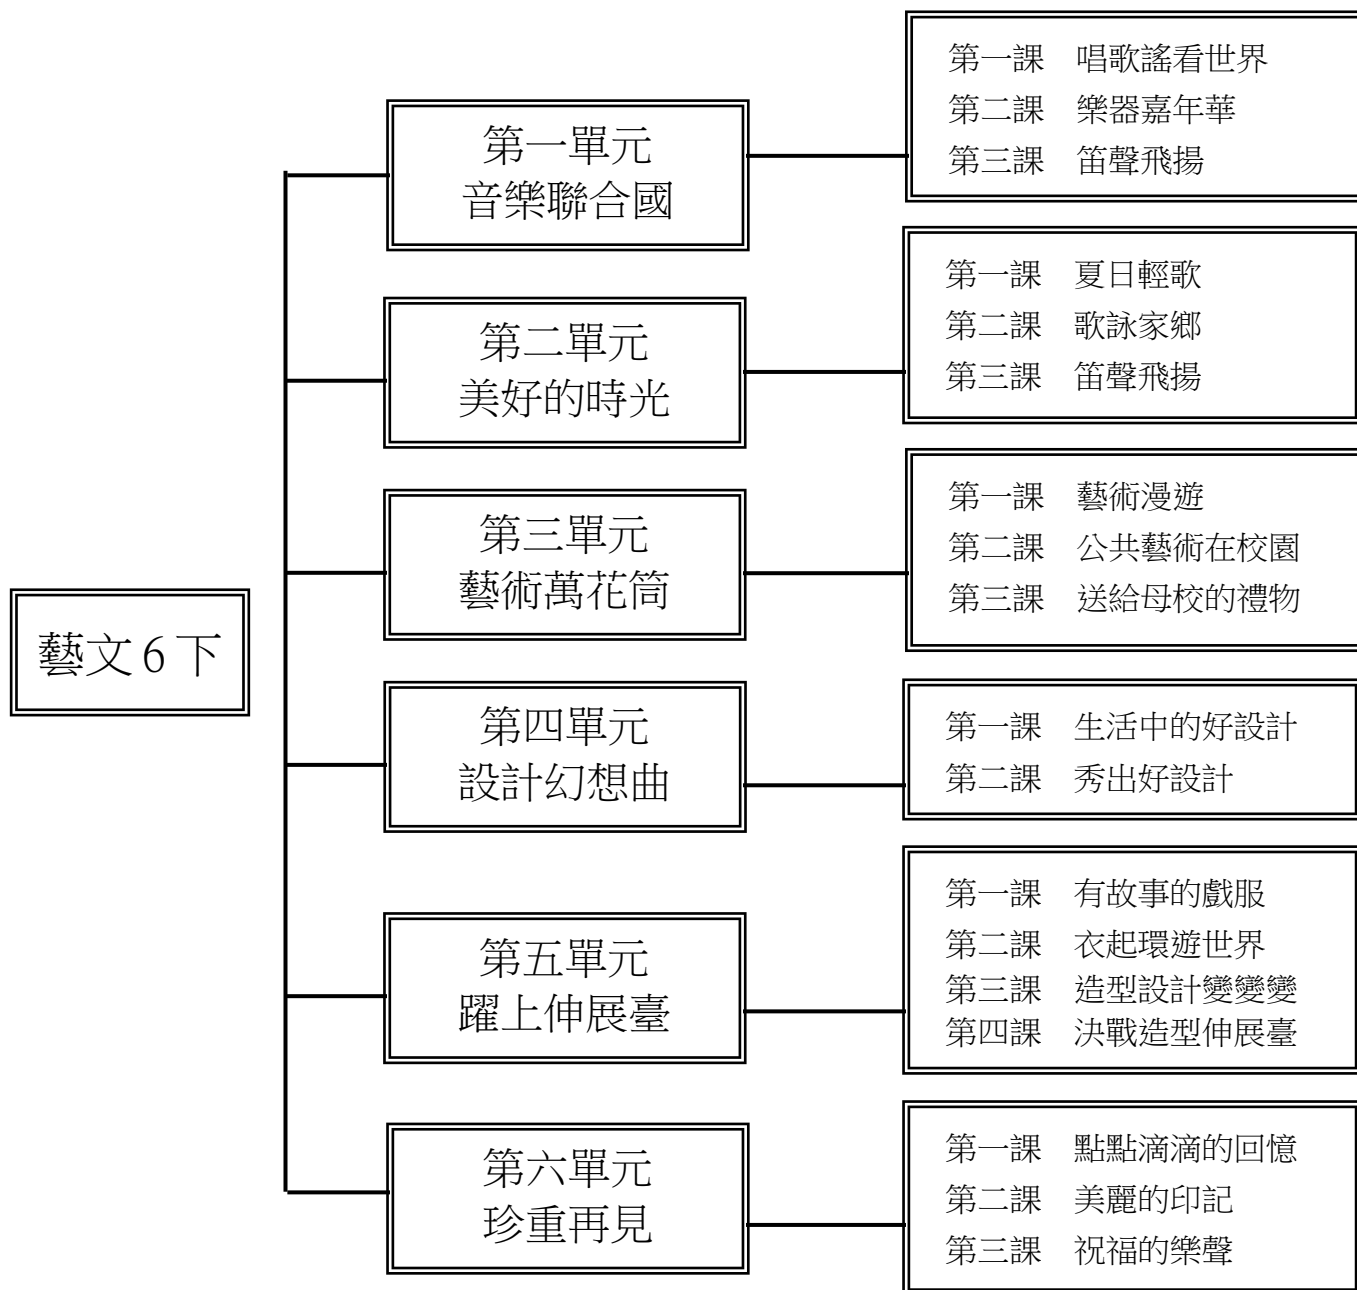 藝文6下
第一單元
音樂聯合國
第一課　唱歌謠看世界
第二課　樂器嘉年華
第三課　笛聲飛揚
第二單元
美好的時光
第一課　夏日輕歌
第二課　歌詠家鄉
第三課　笛聲飛揚
第三單元
藝術萬花筒
第一課　藝術漫遊
第二課　公共藝術在校園
第三課　送給母校的禮物
第四單元
設計幻想曲
第一課　生活中的好設計
第二課　秀出好設計
第五單元
躍上伸展臺
第一課　有故事的戲服
第二課　衣起環遊世界
第三課　造型設計變變變
第四課　決戰造型伸展臺
第六單元
珍重再見
第一課　點點滴滴的回憶
第二課　美麗的印記
第三課　祝福的樂聲